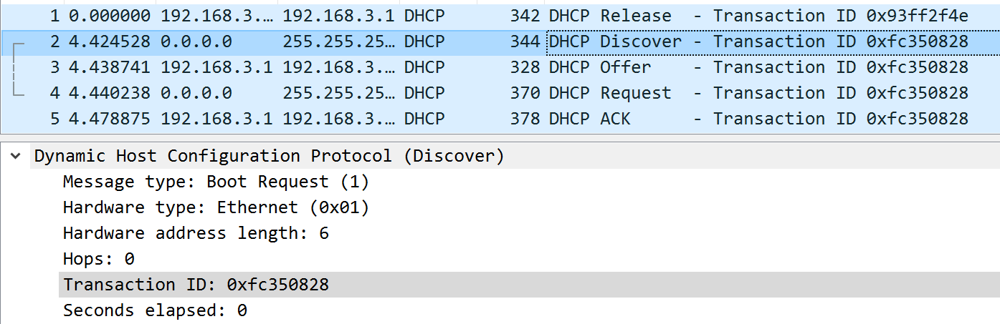 1 0.000000 192.168.3.… 192.168.3.1 DHCP 342 DHCP Release - Transaction ID 0x93ff2f4e
2 4.424528 0.0.0.0 255.255.25… DHCP 344 DHCP Discover - Transaction ID 0xfc350828
3 4.438741 192.168.3.1 192.168.3.… DHCP 328 DHCP Offer - Transaction ID 0xfc350828
4 4.440238 0.0.0.0 255.255.25… DHCP 370 DHCP Request - Transaction ID 0xfc350828
5 4.478875 192.168.3.1 192.168.3.… DHCP 378 DHCP ACK - Transaction ID 0xfc350828
Dynamic Host Configuration Protocol (Discover)
Message type: Boot Request (1)
Hardware type: Ethernet (0x01)
Hardware address length: 6
Hops: 0
Transaction ID: 0xfc350828
Seconds elapsed: 0